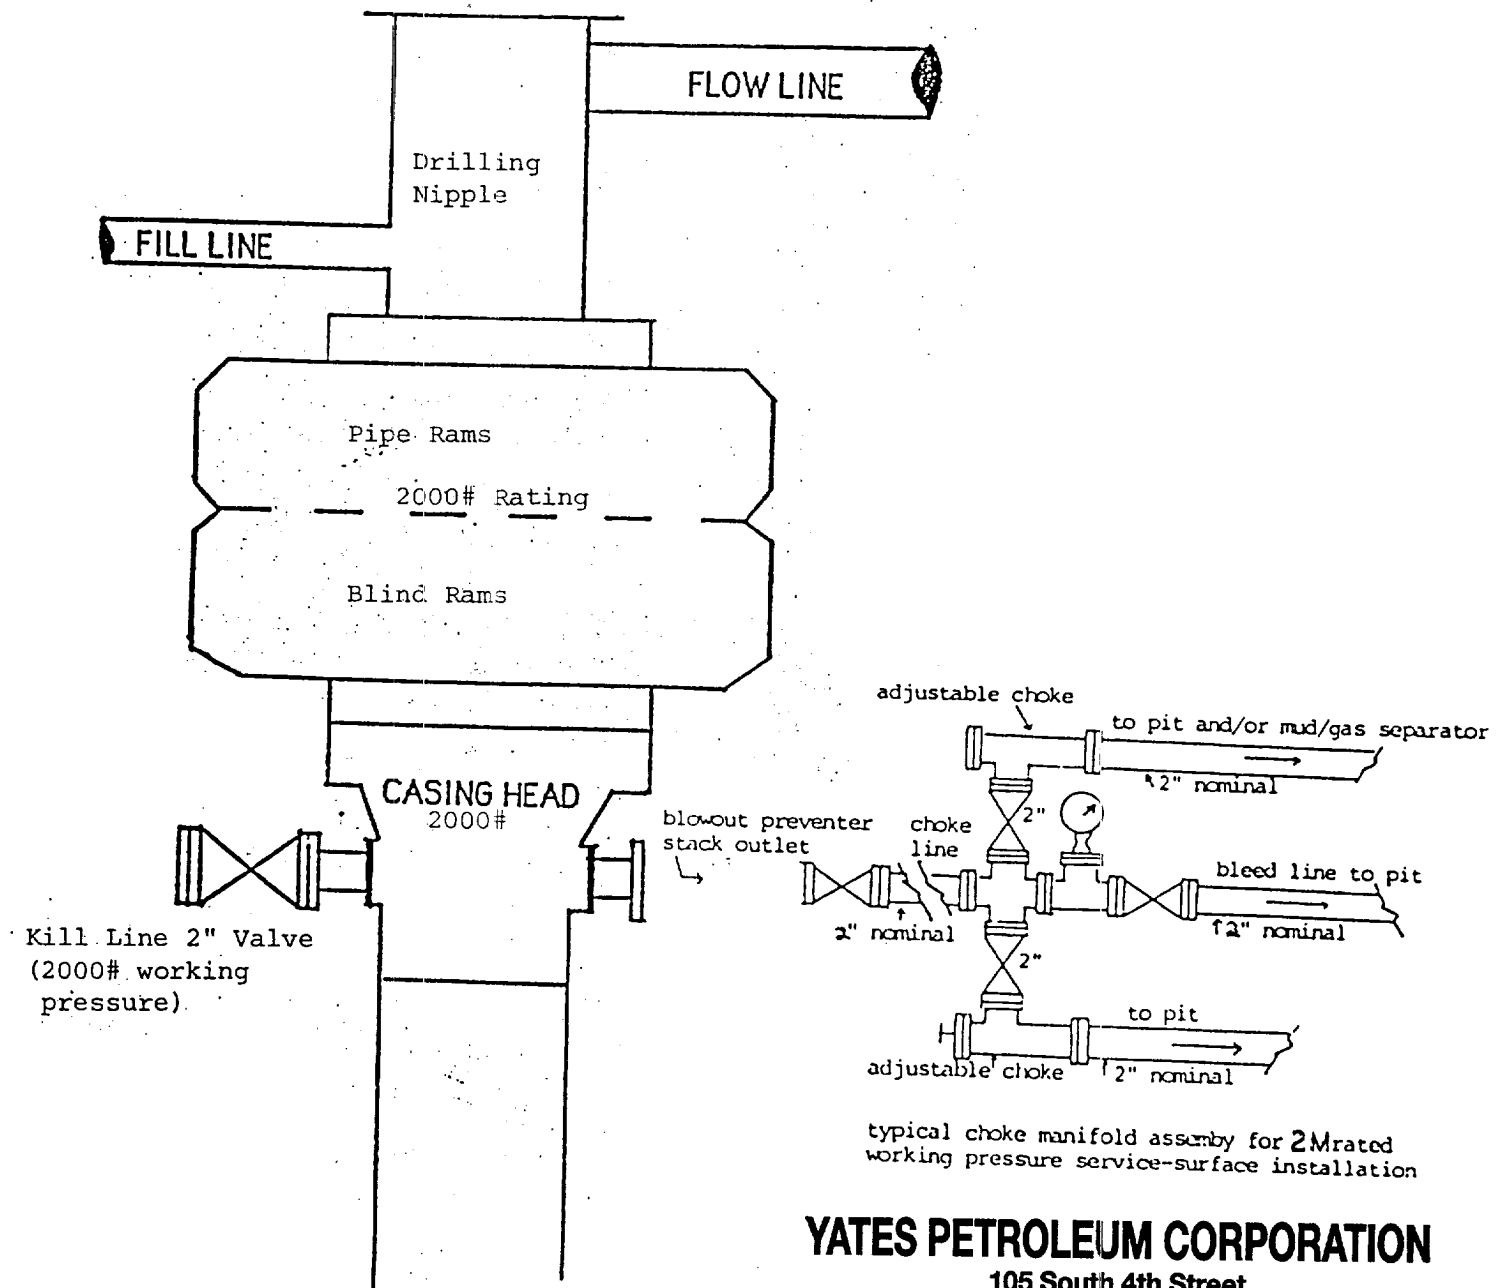 FLOW LINE
Drilling
Nipple
FILL LINE
Pipe Rams
2000# Rating
Blind Rams
CASING HEAD
2000#
Kill Line 2" Valve
(2000# working
pressure)
blowout preventer
stack outlet
choke
line
2" nominal
adjustable choke
to pit and/or mud/gas separator
2" nominal
2"
bleed line to pit
2" nominal
2"
to pit
adjustable choke
2" nominal
typical choke manifold assemby for 2M rated
working pressure service-surface installation
YATES PETROLEUM CORPORATION
105 South 4th Street